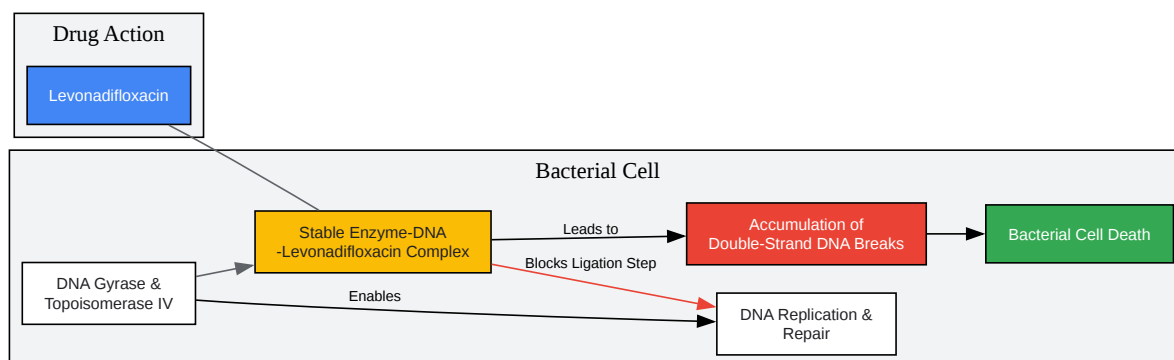 Drug Action
Levonadifloxacin
Bacterial Cell
Stable Enzyme-DNA
-Levonadifloxacin Complex
Leads to
Accumulation of
Double-Strand DNA Breaks
Bacterial Cell Death
Blocks Ligation Step
DNA Gyrase &
Topoisomerase IV
Enables
DNA Replication &
Repair